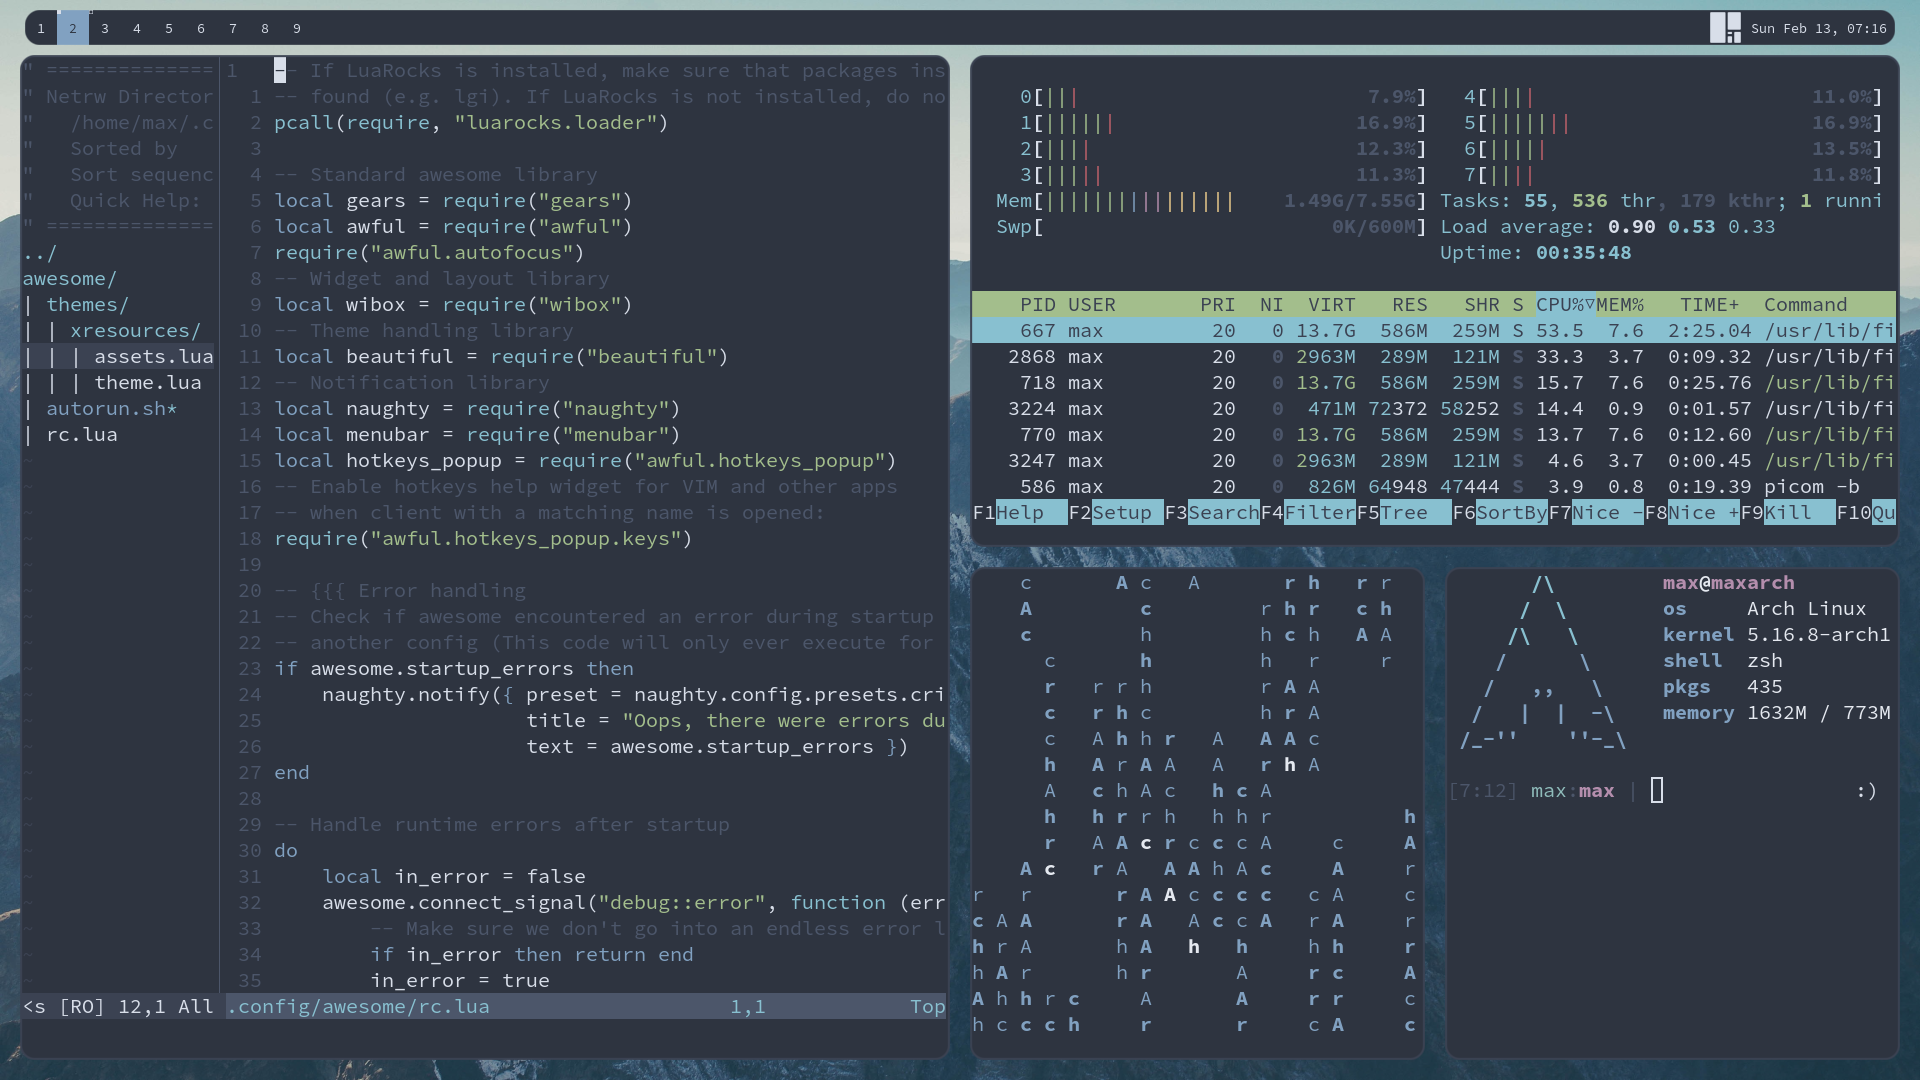 1 2 3 4 5 6 7 8 9
Sun Feb 13, 07:16
" ==============
" Netrw Director
"   /home/max/.c
"   Sorted by
"   Sort sequenc
"   Quick Help:
" ==============
../
awesome/
| themes/
| | xresources/
| | | assets.lua
| | | theme.lua
| autorun.sh*
| rc.lua
<s [RO] 12,1 All
1   -- If LuaRocks is installed, make sure that packages ins
1 -- found (e.g. lgi). If LuaRocks is not installed, do no
2 pcall(require, "luarocks.loader")
3
4 -- Standard awesome library
5 local gears = require("gears")
6 local awful = require("awful")
7 require("awful.autofocus")
8 -- Widget and layout library
9 local wibox = require("wibox")
10 -- Theme handling library
11 local beautiful = require("beautiful")
12 -- Notification library
13 local naughty = require("naughty")
14 local menubar = require("menubar")
15 local hotkeys_popup = require("awful.hotkeys_popup")
16 -- Enable hotkeys help widget for VIM and other apps
17 -- when client with a matching name is opened:
18 require("awful.hotkeys_popup.keys")
19
20 -- {{{ Error handling
21 -- Check if awesome encountered an error during startup
22 -- another config (This code will only ever execute for
23 if awesome.startup_errors then
24     naughty.notify({ preset = naughty.config.presets.cri
25                      title = "Oops, there were errors du
26                      text = awesome.startup_errors })
27 end
28
29 -- Handle runtime errors after startup
30 do
31     local in_error = false
32     awesome.connect_signal("debug::error", function (err
33         -- Make sure we don't go into an endless error l
34         if in_error then return end
35         in_error = true
.config/awesome/rc.lua 1,1 Top
0[||| 7.9%] 4[|||| 11.0%]
1[|||||| 16.9%] 5[||||||| 16.9%]
2[|||| 12.3%] 6[||||| 13.5%]
3[||||| 11.3%] 7[|||| 11.8%]
Mem[|||||||||||||||| 1.49G/7.55G] Tasks: 55, 536 thr, 179 kthr; 1 runni
Swp[ 0K/600M] Load average: 0.90 0.53 0.33
Uptime: 00:35:48
PID USER PRI NI VIRT RES SHR S CPU%▽MEM% TIME+ Command
667 max 20 0 13.7G 586M 259M S 53.5 7.6 2:25.04 /usr/lib/fi
2868 max 20 0 2963M 289M 121M S 33.3 3.7 0:09.32 /usr/lib/fi
718 max 20 0 13.7G 586M 259M S 15.7 7.6 0:25.76 /usr/lib/fi
3224 max 20 0 471M 72372 58252 S 14.4 0.9 0:01.57 /usr/lib/fi
770 max 20 0 13.7G 586M 259M S 13.7 7.6 0:12.60 /usr/lib/fi
3247 max 20 0 2963M 289M 121M S 4.6 3.7 0:00.45 /usr/lib/fi
586 max 20 0 826M 64948 47444 S 3.9 0.8 0:19.39 picom -b
F1Help F2Setup F3SearchF4FilterF5Tree F6SortByF7Nice -F8Nice +F9Kill F10Qu
c A c A r h r r
A c r h r c h
c h h c h A A
c h h r r
r r r h r A A
c r h c h r A
c A h h r A A A c
h A r A A A r h A
A c h A c h c A
h h r r h h h r h
r A A c r c c c A c A
A c r A A A h A c A r
r r r A A c c c c c A c
c A A r A A c c A r A r
h r A h A h h h h r
h A r h r A r c A
A h h r c A A r r c
h c c c h r r c A c
max@maxarch
os Arch Linux
kernel 5.16.8-arch1
shell zsh
pkgs 435
memory 1632M / 773M
[7:12] max:max | :)